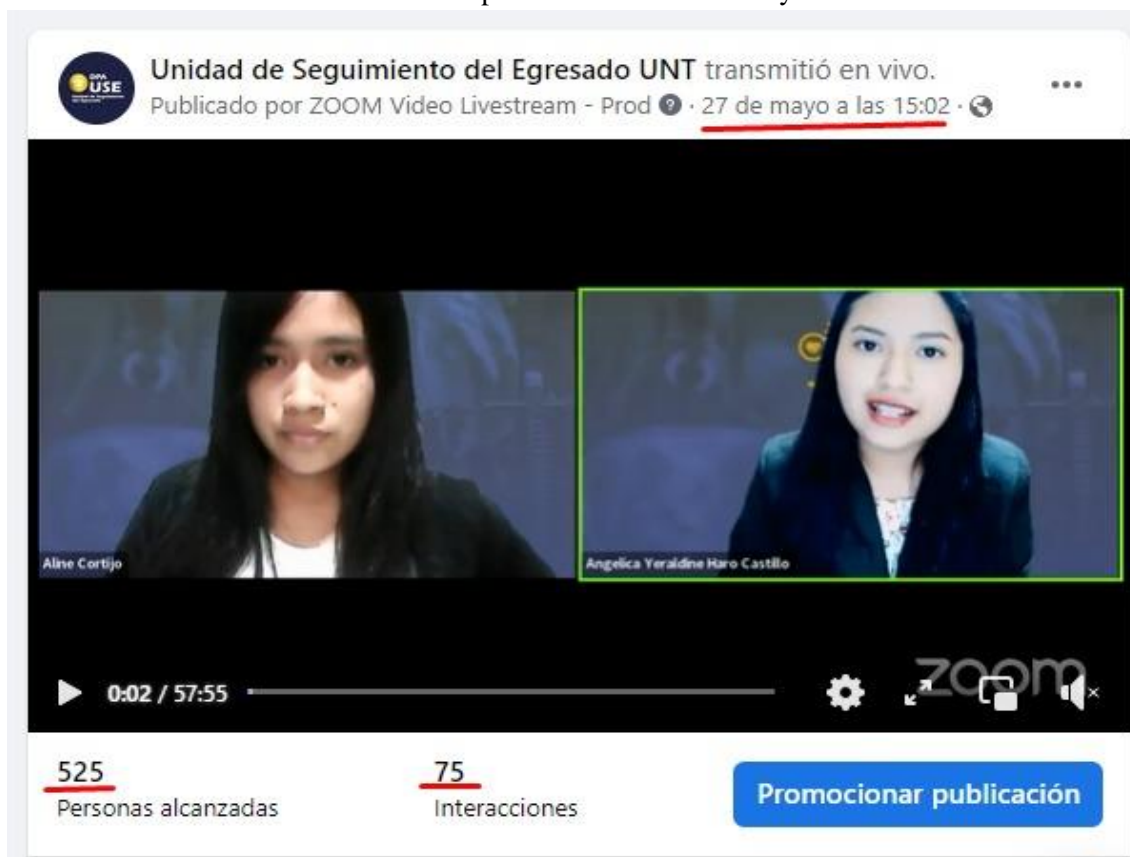 Unidad de Seguimiento del Egresado UNT transmitió en vivo.
Publicado por ZOOM Video Livestream - Prod · 27 de mayo a las 15:02 ·
DPA
USE
Aline Cortijo
Angelica Yeraldine Haro Castillo
zoom
0:02 / 57:55
525
75
Personas alcanzadas
Interacciones
Promocionar publicación